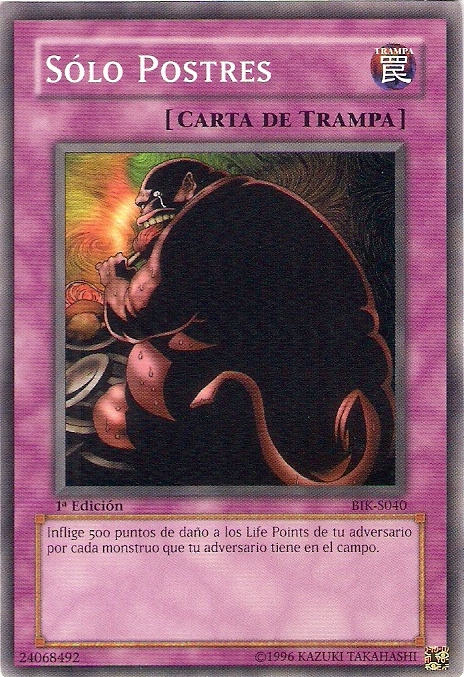 SÓLO POSTRES
TRAMPA
罠
[CARTA DE TRAMPA]
1ª Edición
BIK-S040
Inflige 500 puntos de daño a los Life Points de tu adversario
por cada monstruo que tu adversario tiene en el campo.
24068492
©1996 KAZUKI TAKAHASHI